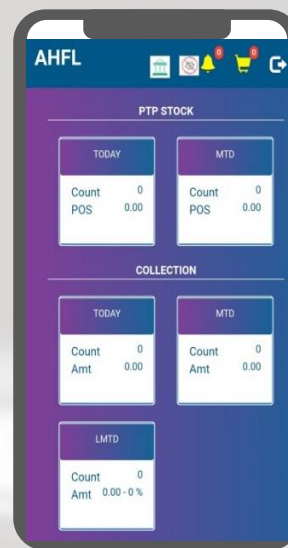 AHFL
0
0
PTP STOCK
TODAY MTD
Count 0 Count 0
POS 0.00 POS 0.00
COLLECTION
TODAY MTD
Count 0 Count 0
Amt 0.00 Amt 0.00
LMTD
Count 0
Amt 0.00 - 0 %